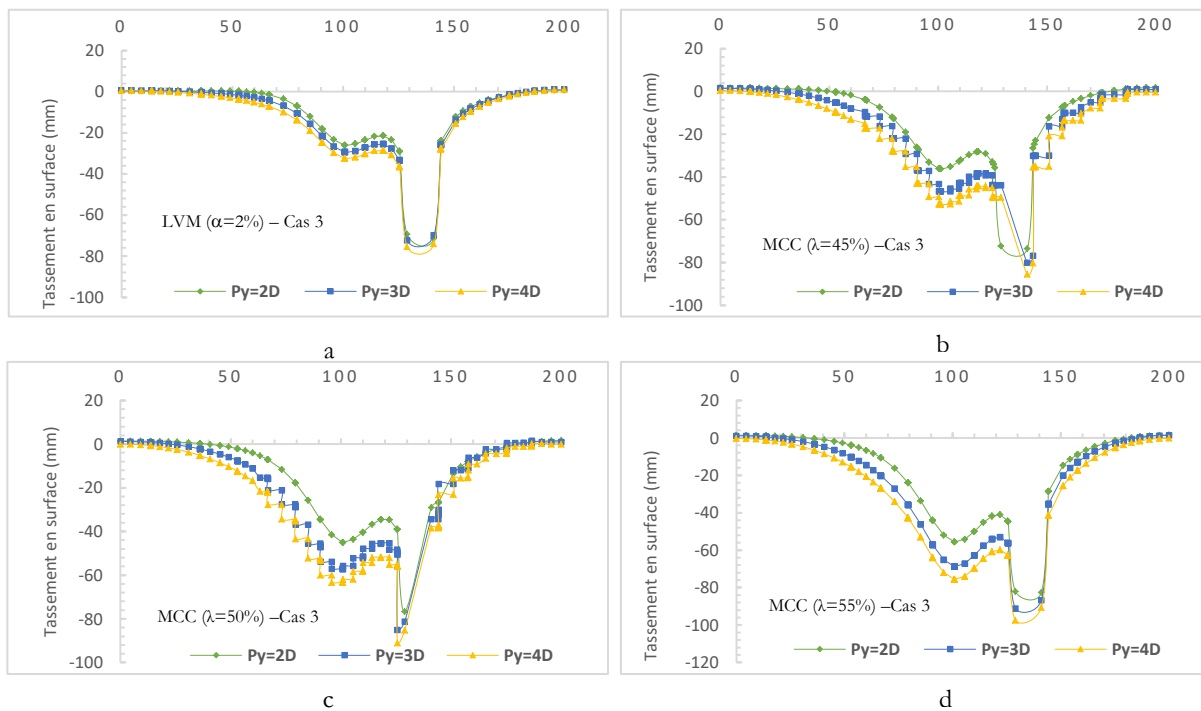 0 50 100 150 200
20
0
-20
-40
-60
-80
-100
Tassement en surface (mm)
LVM (α=2%) – Cas 3
Py=2D Py=3D Py=4D
a
0 50 100 150 200
20
0
-20
-40
-60
-80
-100
Tassement en surface (mm)
MCC (λ=45%) –Cas 3
Py=2D Py=3D Py=4D
b
0 50 100 150 200
20
0
-20
-40
-60
-80
-100
Tassement en surface (mm)
MCC (λ=50%) –Cas 3
Py=2D Py=3D Py=4D
c
0 50 100 150 200
20
0
-20
-40
-60
-80
-100
-120
Tassement en surface (mm)
MCC (λ=55%) –Cas 3
Py=2D Py=3D Py=4D
d